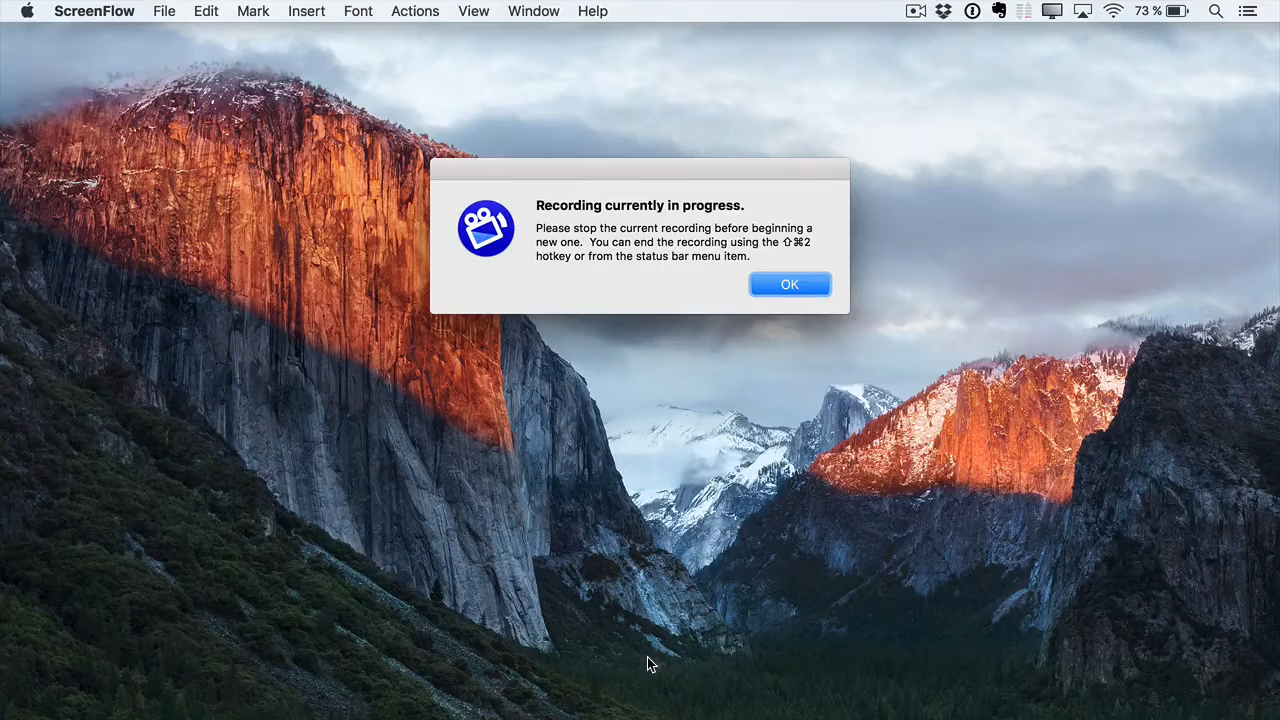 ScreenFlow File Edit Mark Insert Font Actions View Window Help 73 %
Recording currently in progress.
Please stop the current recording before beginning a
new one. You can end the recording using the ⇧⌘2
hotkey or from the status bar menu item.
OK